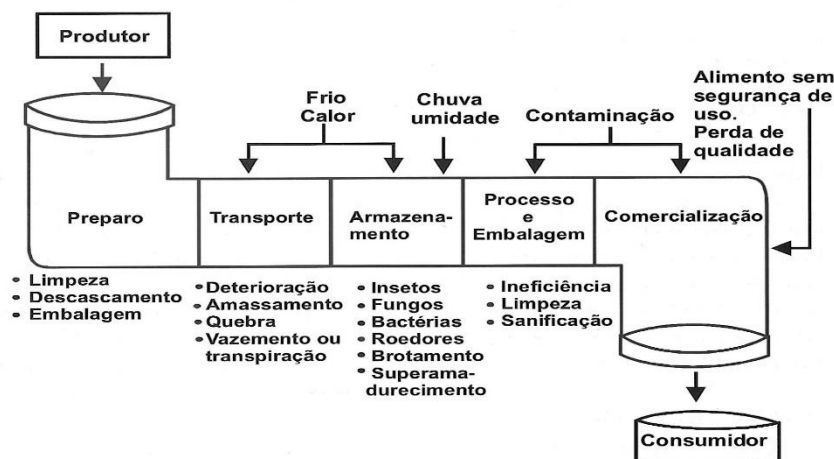 Produtor
Frio
Calor
Chuva
umidade
Contaminação
Alimento sem
segurança de
uso.
Perda de
qualidade
Preparo
Transporte
Armazena-
mento
Processo
e
Embalagem
Comercialização
• Limpeza
• Descascamento
• Embalagem
• Deterioração
• Amassamento
• Quebra
• Vazemento ou
transpiração
• Insetos
• Fungos
• Bactérias
• Roedores
• Brotamento
• Superama-
durecimento
• Ineficiência
• Limpeza
• Sanificação
Consumidor